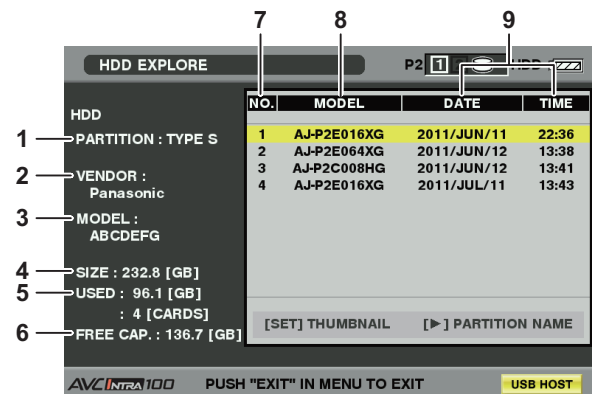 7 8 9
HDD EXPLORE P2 1 HDD
HDD
1 PARTITION : TYPE S
2 VENDOR :
Panasonic
3 MODEL :
ABCDEFG
4 SIZE : 232.8 [GB]
5 USED : 96.1 [GB]
: 4 [CARDS]
6 FREE CAP. : 136.7 [GB]
NO. MODEL DATE TIME
1 AJ-P2E016XG 2011/JUN/11 22:36
2 AJ-P2E064XG 2011/JUN/12 13:38
3 AJ-P2C008HG 2011/JUN/12 13:41
4 AJ-P2E016XG 2011/JUL/11 13:43
[SET] THUMBNAIL [▶] PARTITION NAME
AVC INTRA 100 PUSH "EXIT" IN MENU TO EXIT USB HOST